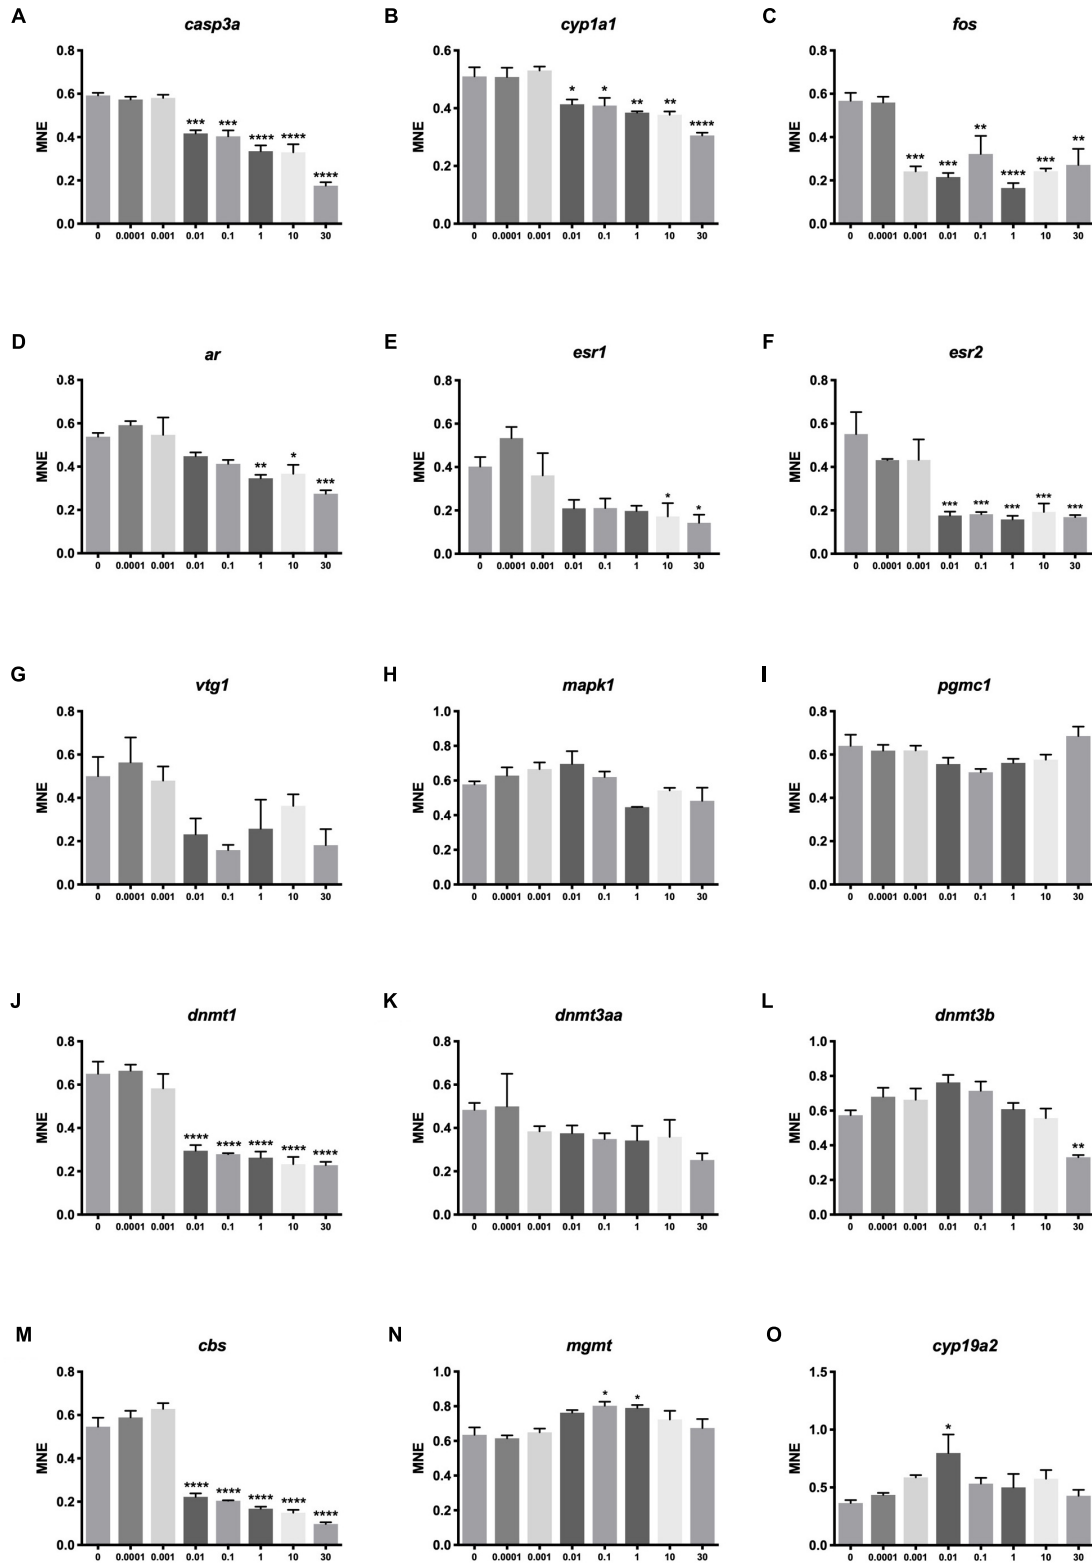 A B C
casp3a cyp1a1 fos
0.8 0.6 0.8
0.6 0.4 0.6
0.4 0.2 0.4
0.2 0.0 0.2
0.0 0.0
MNE MNE MNE
*** *** **** **** ****
* * ** ** ****
*** *** ** **** *** **
0 0.0001 0.001 0.01 0.1 1 10 30
0 0.0001 0.001 0.01 0.1 1 10 30
0 0.0001 0.001 0.01 0.1 1 10 30
D E F
ar esr1 esr2
0.8 0.8 0.8
0.6 0.6 0.6
0.4 0.4 0.4
0.2 0.2 0.2
0.0 0.0 0.0
MNE MNE MNE
** * ***
* *
*** *** *** *** ***
0 0.0001 0.001 0.01 0.1 1 10 30
0 0.0001 0.001 0.01 0.1 1 10 30
0 0.0001 0.001 0.01 0.1 1 10 30
G H I
vtg1 mapk1 pgmc1
0.8 1.0 0.8
0.6 0.8 0.6
0.4 0.6 0.4
0.2 0.4 0.2
0.0 0.2 0.0
0.0
MNE MNE MNE
0 0.0001 0.001 0.01 0.1 1 10 30
0 0.0001 0.001 0.01 0.1 1 10 30
0 0.0001 0.001 0.01 0.1 1 10 30
J K L
dnmt1 dnmt3aa dnmt3b
0.8 0.8 1.0
0.6 0.6 0.8
0.4 0.4 0.6
0.2 0.2 0.4
0.0 0.0 0.2
0.0
MNE MNE MNE
**** **** **** **** ****
**
0 0.0001 0.001 0.01 0.1 1 10 30
0 0.0001 0.001 0.01 0.1 1 10 30
0 0.0001 0.001 0.01 0.1 1 10 30
M N O
cbs mgmt cyp19a2
0.8 1.0 1.5
0.6 0.8 1.0
0.4 0.6 0.5
0.2 0.4 0.0
0.0 0.2
0.0
MNE MNE MNE
**** **** **** **** ****
* *
*
0 0.0001 0.001 0.01 0.1 1 10 30
0 0.0001 0.001 0.01 0.1 1 10 30
0 0.0001 0.001 0.01 0.1 1 10 30